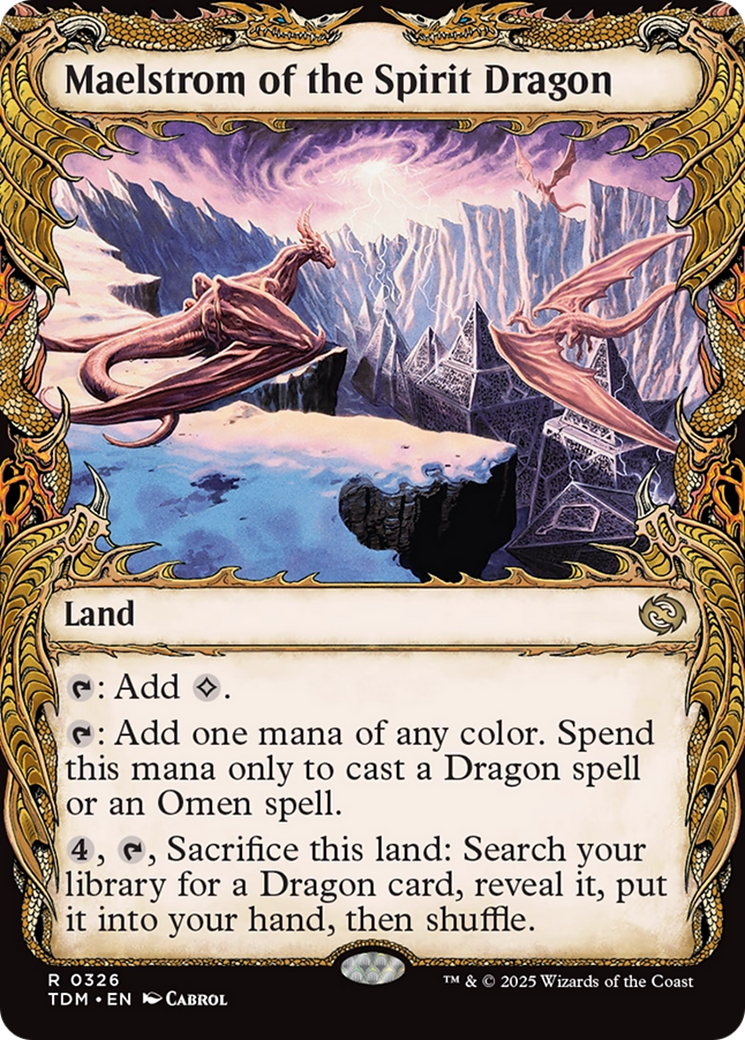 Maelstrom of the Spirit Dragon
Land
: Add .
: Add one mana of any color. Spend
this mana only to cast a Dragon spell
or an Omen spell.
4, , Sacrifice this land: Search your
library for a Dragon card, reveal it, put
it into your hand, then shuffle.
R 0326
TDM • EN CABROL
™ & © 2025 Wizards of the Coast